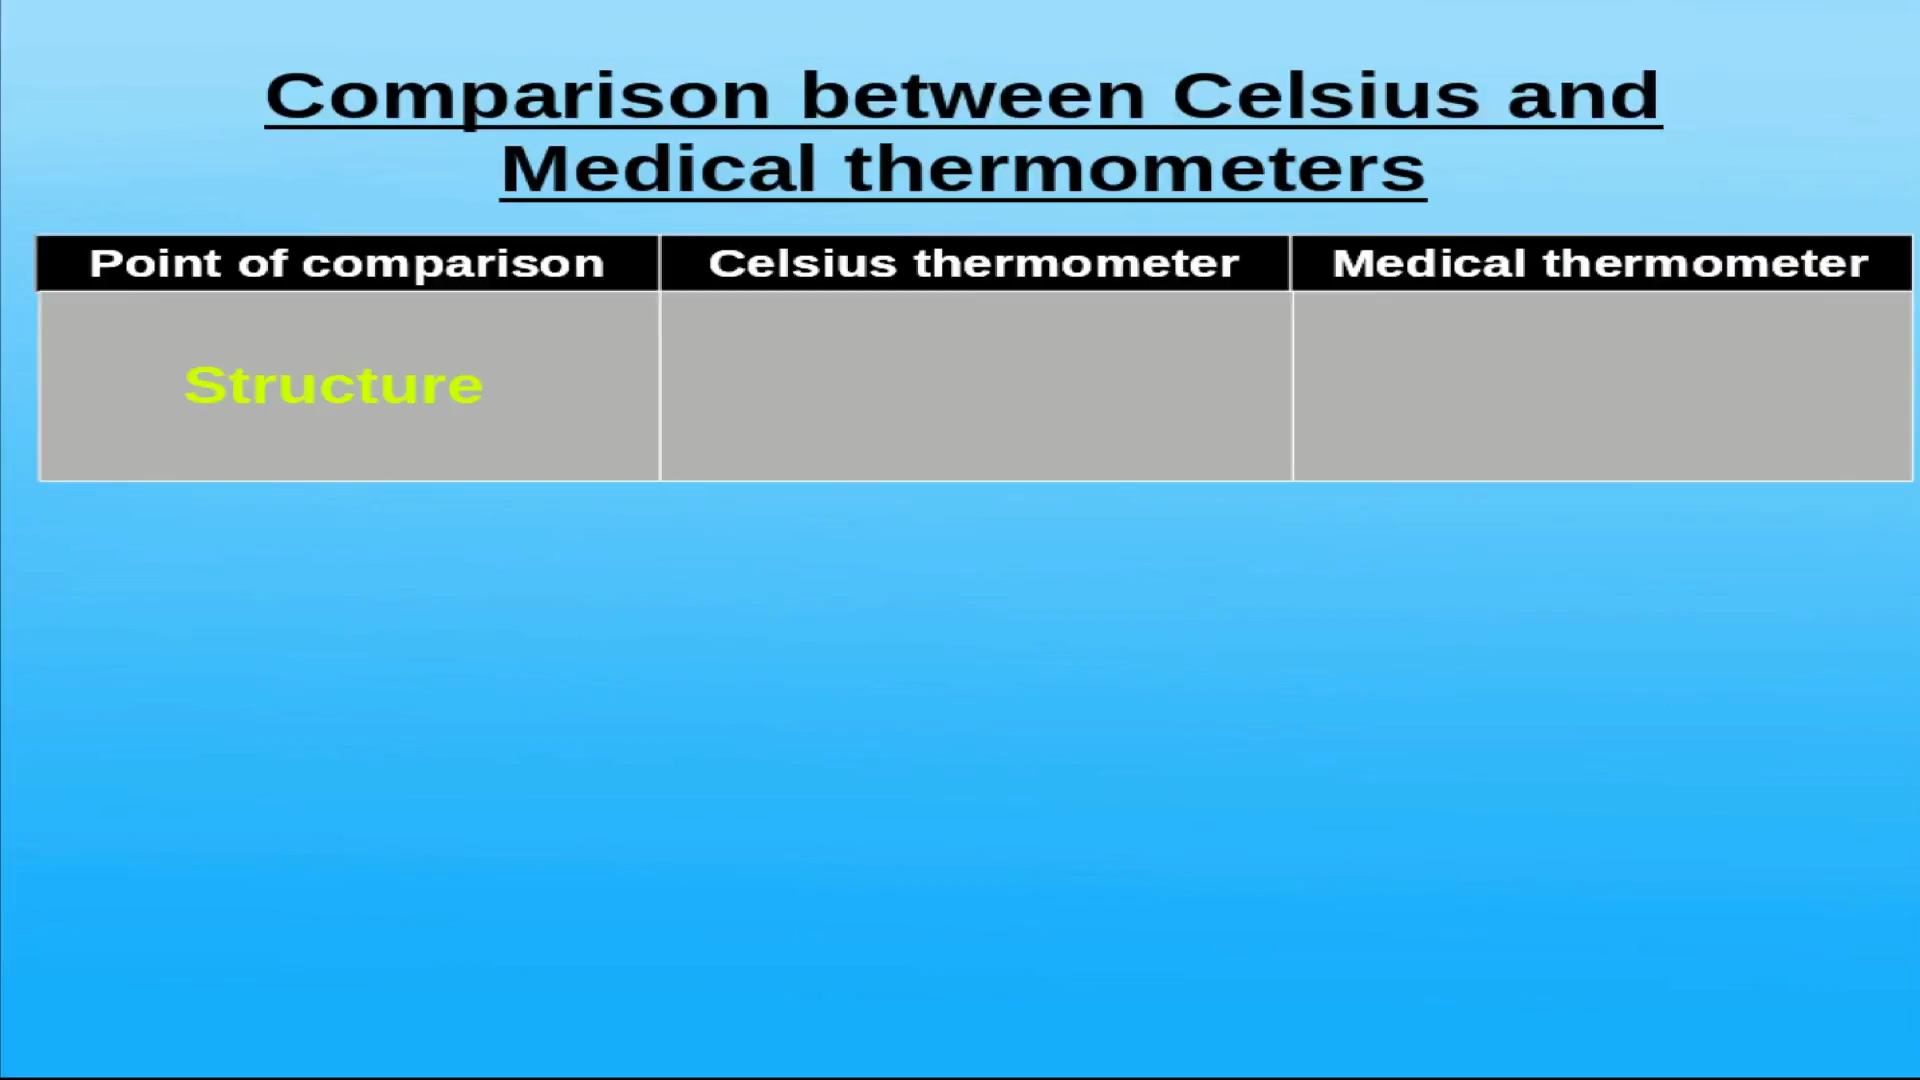 Comparison between Celsius and
Medical thermometers
Point of comparison Celsius thermometer Medical thermometer
Structure